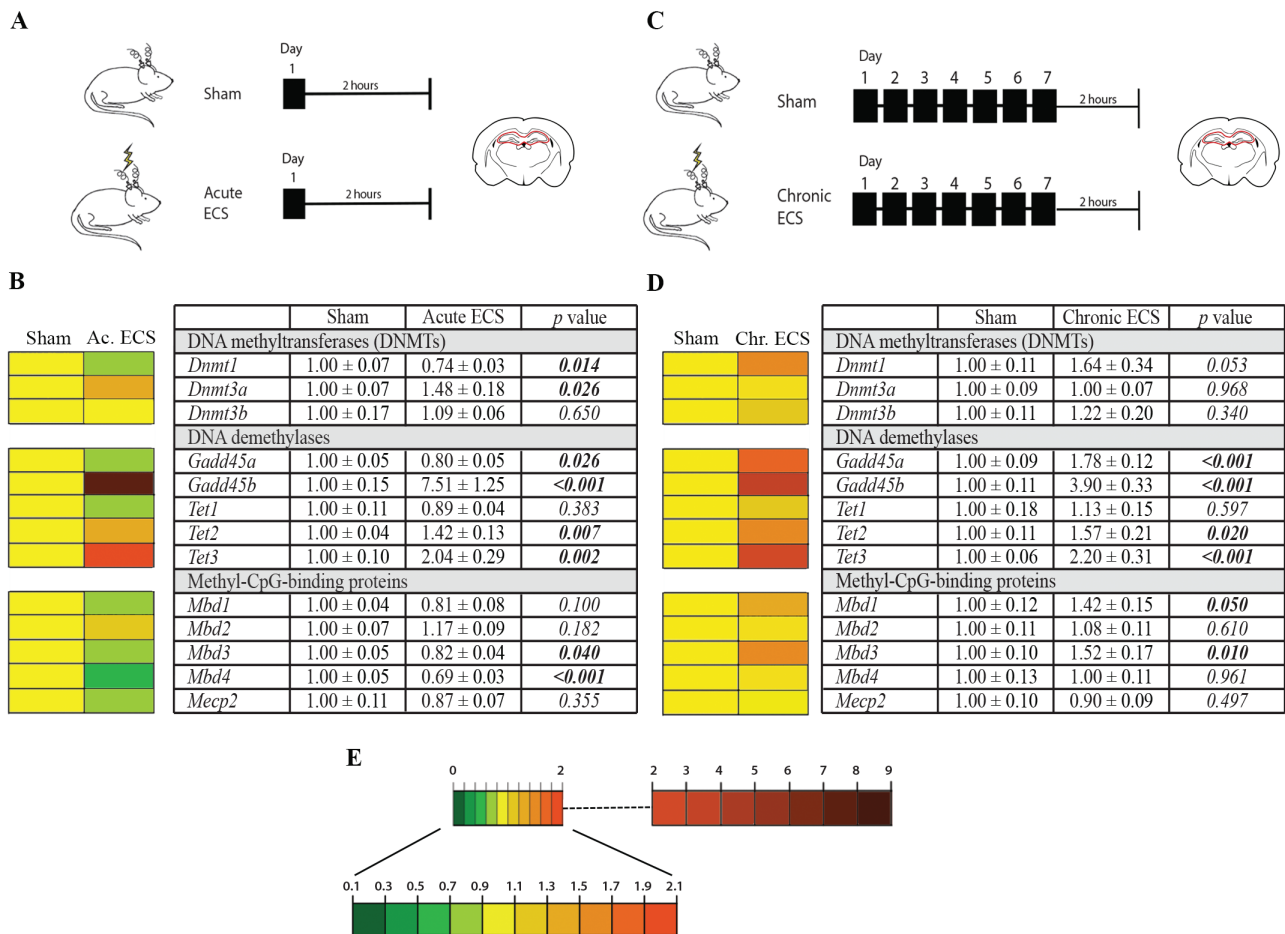 A
Day
1
Sham
2 hours
Day
1
Acute
ECS
2 hours
C
Day
1 2 3 4 5 6 7
Sham
2 hours
Day
1 2 3 4 5 6 7
Chronic
ECS
2 hours
B
Sham Ac. ECS
Sham Acute ECS p value
DNA methyltransferases (DNMTs)
Dnmt1 1.00 ± 0.07 0.74 ± 0.03 0.014
Dnmt3a 1.00 ± 0.07 1.48 ± 0.18 0.026
Dnmt3b 1.00 ± 0.17 1.09 ± 0.06 0.650
DNA demethylases
Gadd45a 1.00 ± 0.05 0.80 ± 0.05 0.026
Gadd45b 1.00 ± 0.15 7.51 ± 1.25 <0.001
Tet1 1.00 ± 0.11 0.89 ± 0.04 0.383
Tet2 1.00 ± 0.04 1.42 ± 0.13 0.007
Tet3 1.00 ± 0.10 2.04 ± 0.29 0.002
Methyl-CpG-binding proteins
Mbd1 1.00 ± 0.04 0.81 ± 0.08 0.100
Mbd2 1.00 ± 0.07 1.17 ± 0.09 0.182
Mbd3 1.00 ± 0.05 0.82 ± 0.04 0.040
Mbd4 1.00 ± 0.05 0.69 ± 0.03 <0.001
Mecp2 1.00 ± 0.11 0.87 ± 0.07 0.355
D
Sham Chr. ECS
Sham Chronic ECS p value
DNA methyltransferases (DNMTs)
Dnmt1 1.00 ± 0.11 1.64 ± 0.34 0.053
Dnmt3a 1.00 ± 0.09 1.00 ± 0.07 0.968
Dnmt3b 1.00 ± 0.11 1.22 ± 0.20 0.340
DNA demethylases
Gadd45a 1.00 ± 0.09 1.78 ± 0.12 <0.001
Gadd45b 1.00 ± 0.11 3.90 ± 0.33 <0.001
Tet1 1.00 ± 0.18 1.13 ± 0.15 0.597
Tet2 1.00 ± 0.11 1.57 ± 0.21 0.020
Tet3 1.00 ± 0.06 2.20 ± 0.31 <0.001
Methyl-CpG-binding proteins
Mbd1 1.00 ± 0.12 1.42 ± 0.15 0.050
Mbd2 1.00 ± 0.11 1.08 ± 0.11 0.610
Mbd3 1.00 ± 0.10 1.52 ± 0.17 0.010
Mbd4 1.00 ± 0.13 1.00 ± 0.11 0.961
Mecp2 1.00 ± 0.10 0.90 ± 0.09 0.497
E
0 2
2 3 4 5 6 7 8 9
0.1 0.3 0.5 0.7 0.9 1.1 1.3 1.5 1.7 1.9 2.1